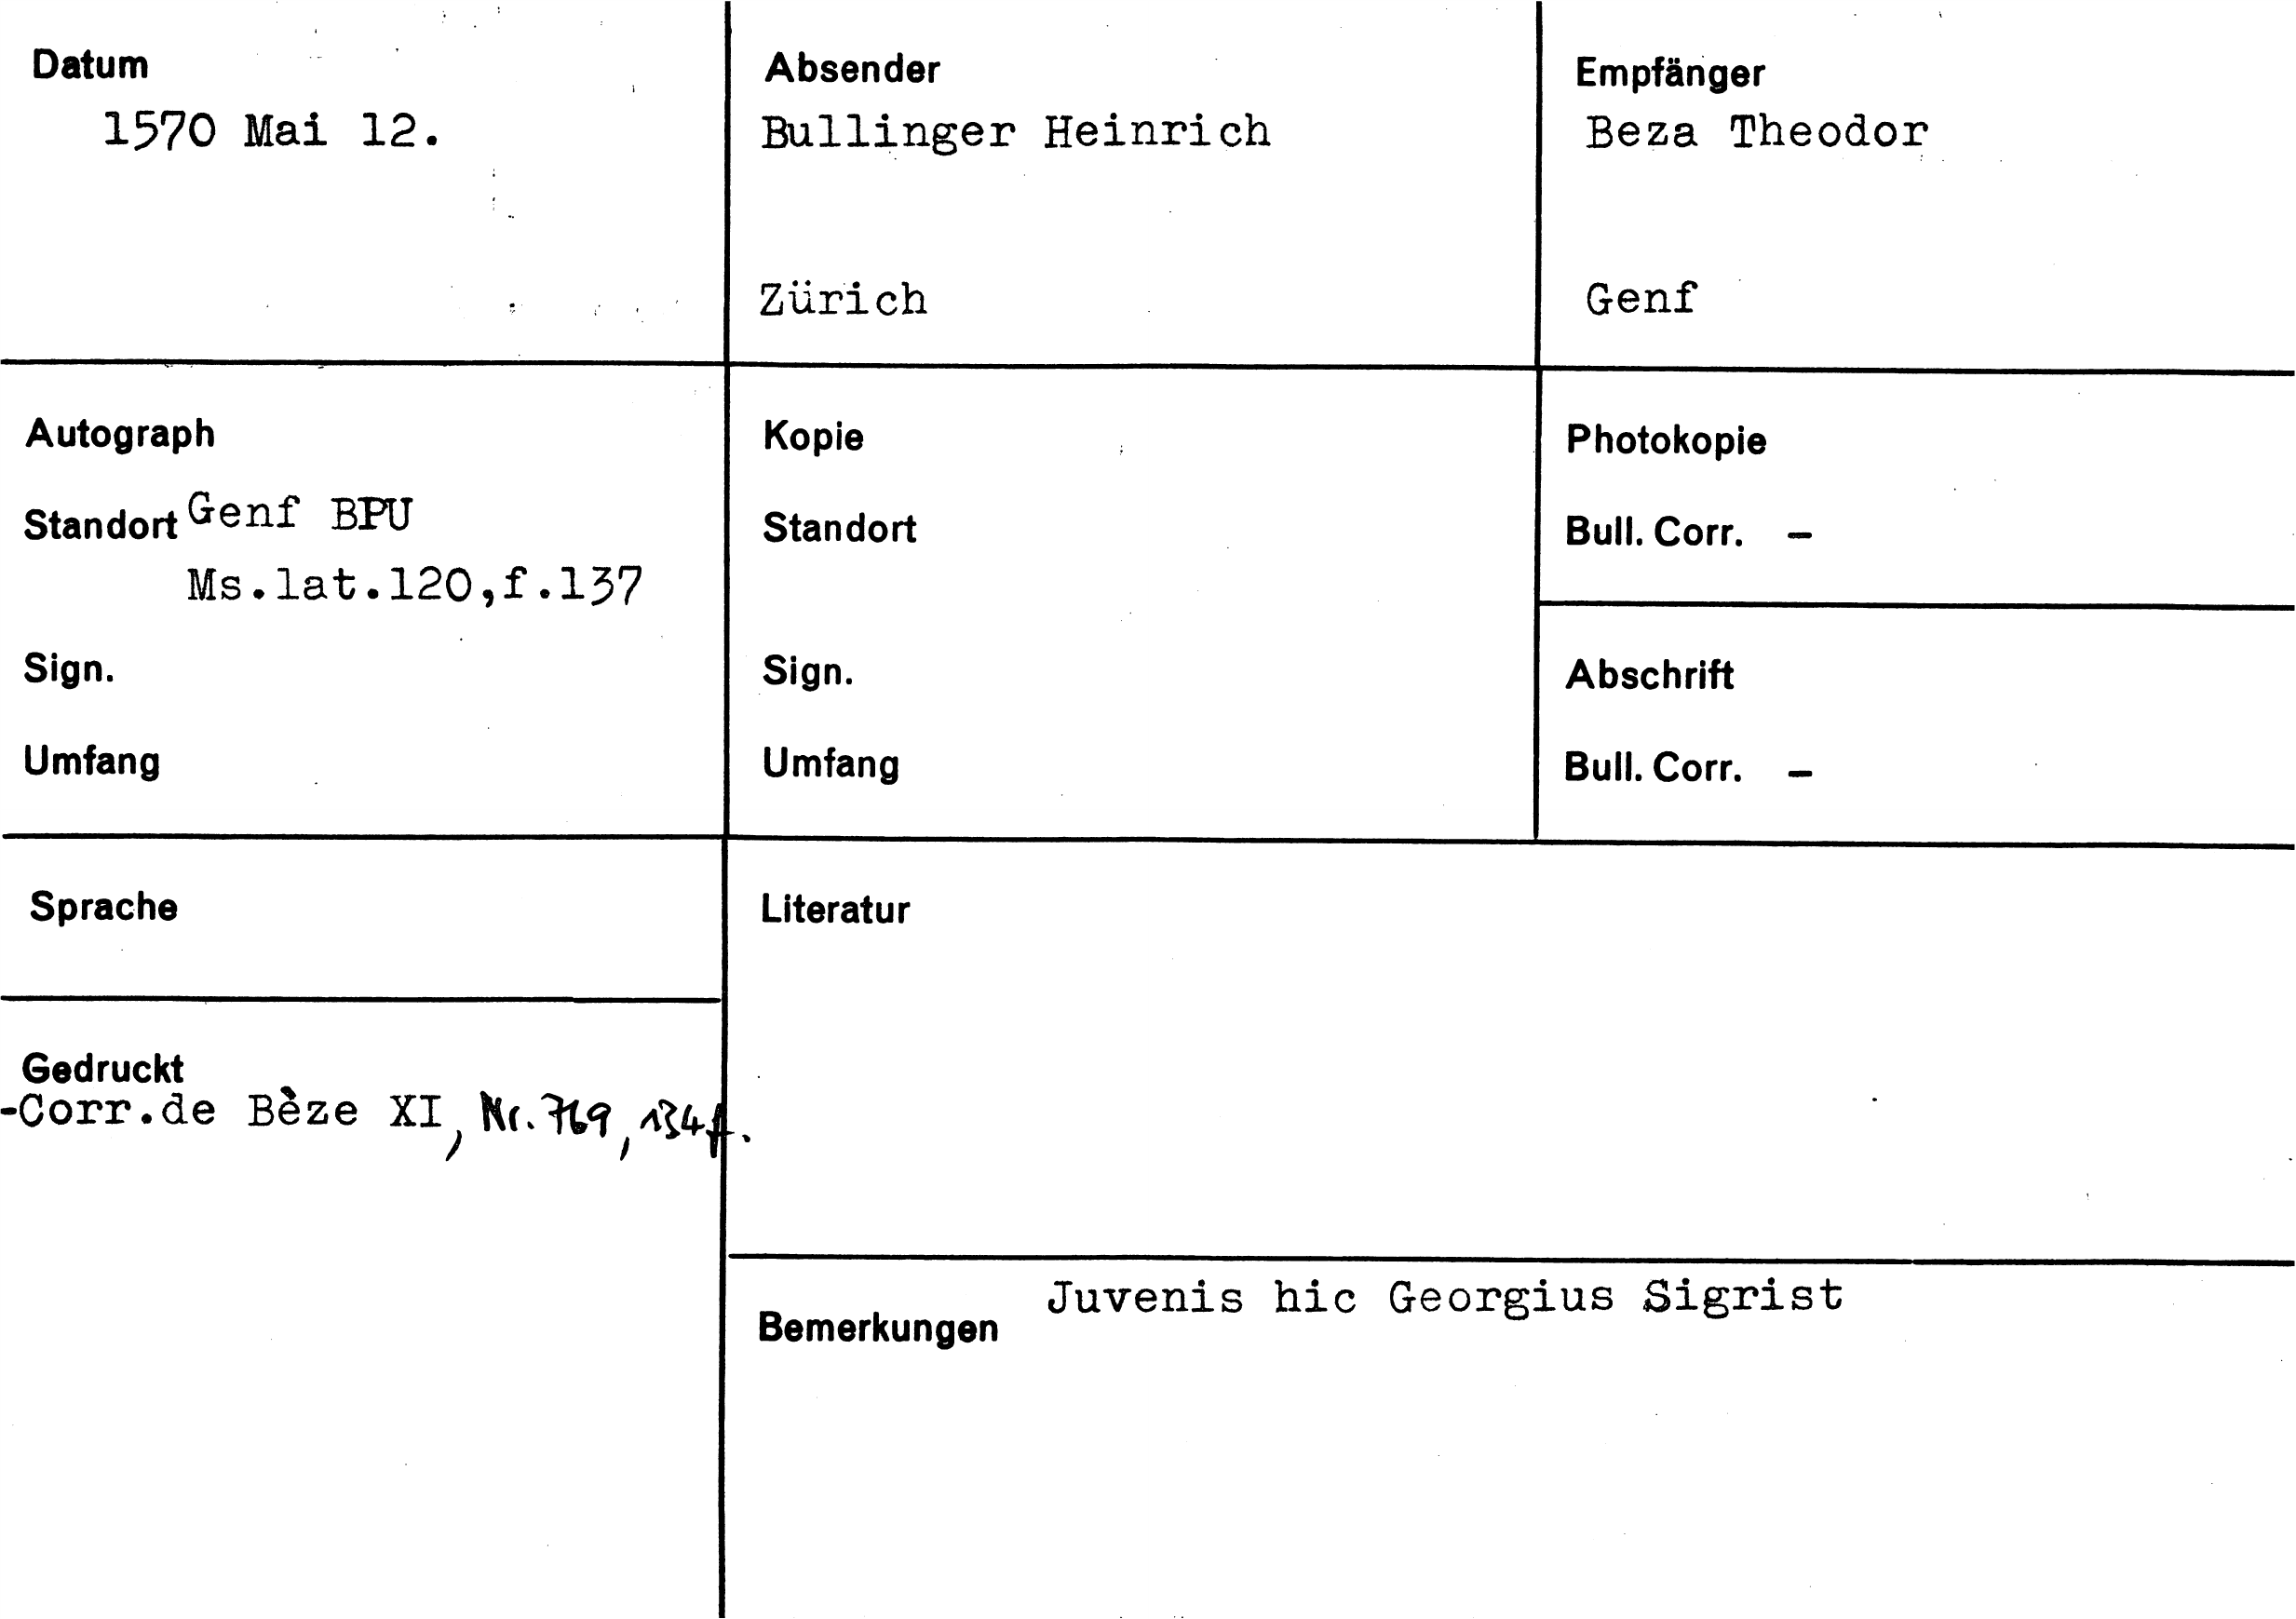 Datum
1570 Mai 12.
Absender
Bullinger Heinrich
Zürich
Empfänger
Beza Theodor
Genf
Autograph
Standort Genf BPU
Ms.lat.120,f.137
Sign.
Umfang
Kopie
Standort
Sign.
Umfang
Photokopie
Bull. Corr. –
Abschrift
Bull. Corr. –
Sprache
Gedruckt
-Corr.de Bèze XI, Nr. 769, 134f.
Literatur
Juvenis hic Georgius Sigrist
Bemerkungen